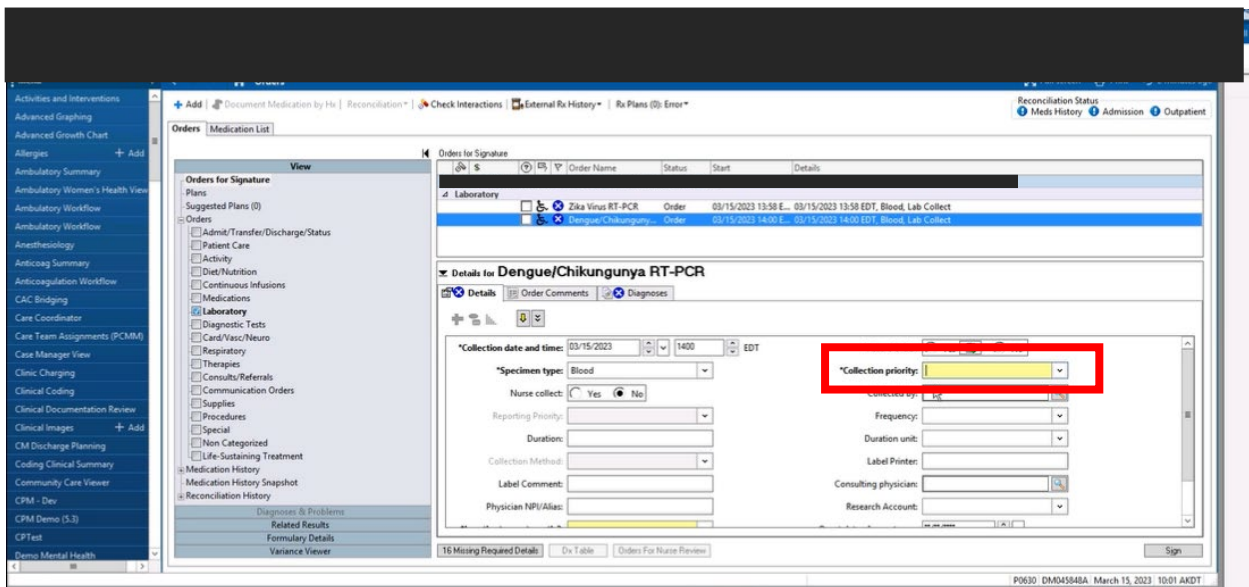 Orders
Activities and Interventions
Advanced Graphing
Advanced Growth Chart
Allergies + Add
Ambulatory Summary
Ambulatory Women's Health View
Ambulatory Workflow
Ambulatory Workflow
Anesthesiology
Anticoag Summary
Anticoagulation Workflow
CAC Bridging
Care Coordinator
Care Team Assignments (PCMM)
Case Manager View
Clinic Charging
Clinical Coding
Clinical Documentation Review
Clinical Images + Add
CM Discharge Planning
Coding Clinical Summary
Community Care Viewer
CPM - Dev
CPM Demo (5.3)
CPTest
Demo Mental Health
+ Add | Document Medication by Hx | Reconciliation | Check Interactions | External Rx History | Rx Plans (0): Error
Reconciliation Status
Meds History Admission Outpatient
Orders Medication List
View
Orders for Signature
Plans
Suggested Plans (0)
Orders
Admit/Transfer/Discharge/Status
Patient Care
Activity
Diet/Nutrition
Continuous Infusions
Medications
Laboratory
Diagnostic Tests
Card/Vasc/Neuro
Respiratory
Therapies
Consults/Referrals
Communication Orders
Supplies
Procedures
Special
Non Categorized
Life-Sustaining Treatment
Medication History
Medication History Snapshot
Reconciliation History
Diagnoses & Problems
Related Results
Formulary Details
Variance Viewer
Orders for Signature
$ Order Name Status Start Details
Laboratory
Zika Virus RT-PCR Order 03/15/2023 13:58 E... 03/15/2023 13:58 EDT, Blood, Lab Collect
Dengue/Chikunguny... Order 03/15/2023 14:00 E... 03/15/2023 14:00 EDT, Blood, Lab Collect
Details for Dengue/Chikungunya RT-PCR
Details Order Comments Diagnoses
*Collection date and time: 03/15/2023 1400 EDT
*Specimen type: Blood *Collection priority:
Nurse collect: Yes No Collected by:
Reporting Priority: Frequency:
Duration: Duration unit:
Collection Method: Label Printer:
Label Comment: Consulting physician:
Physician NPI/Alias: Research Account:
16 Missing Required Details Dx Table Orders For Nurse Review Sign
P0630 DM045848A March 15, 2023 10:01 AKDT